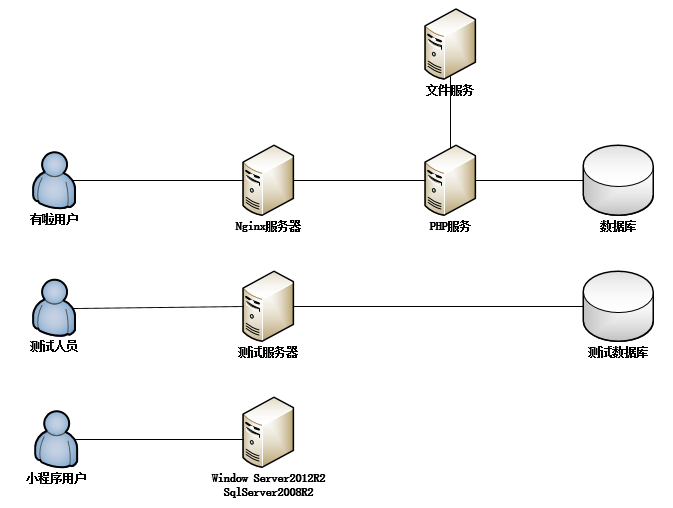 文件服务
有啦用户
Nginx服务器
PHP服务
数据库
测试人员
测试服务器
测试数据库
小程序用户
Window Server2012R2
SqlServer2008R2